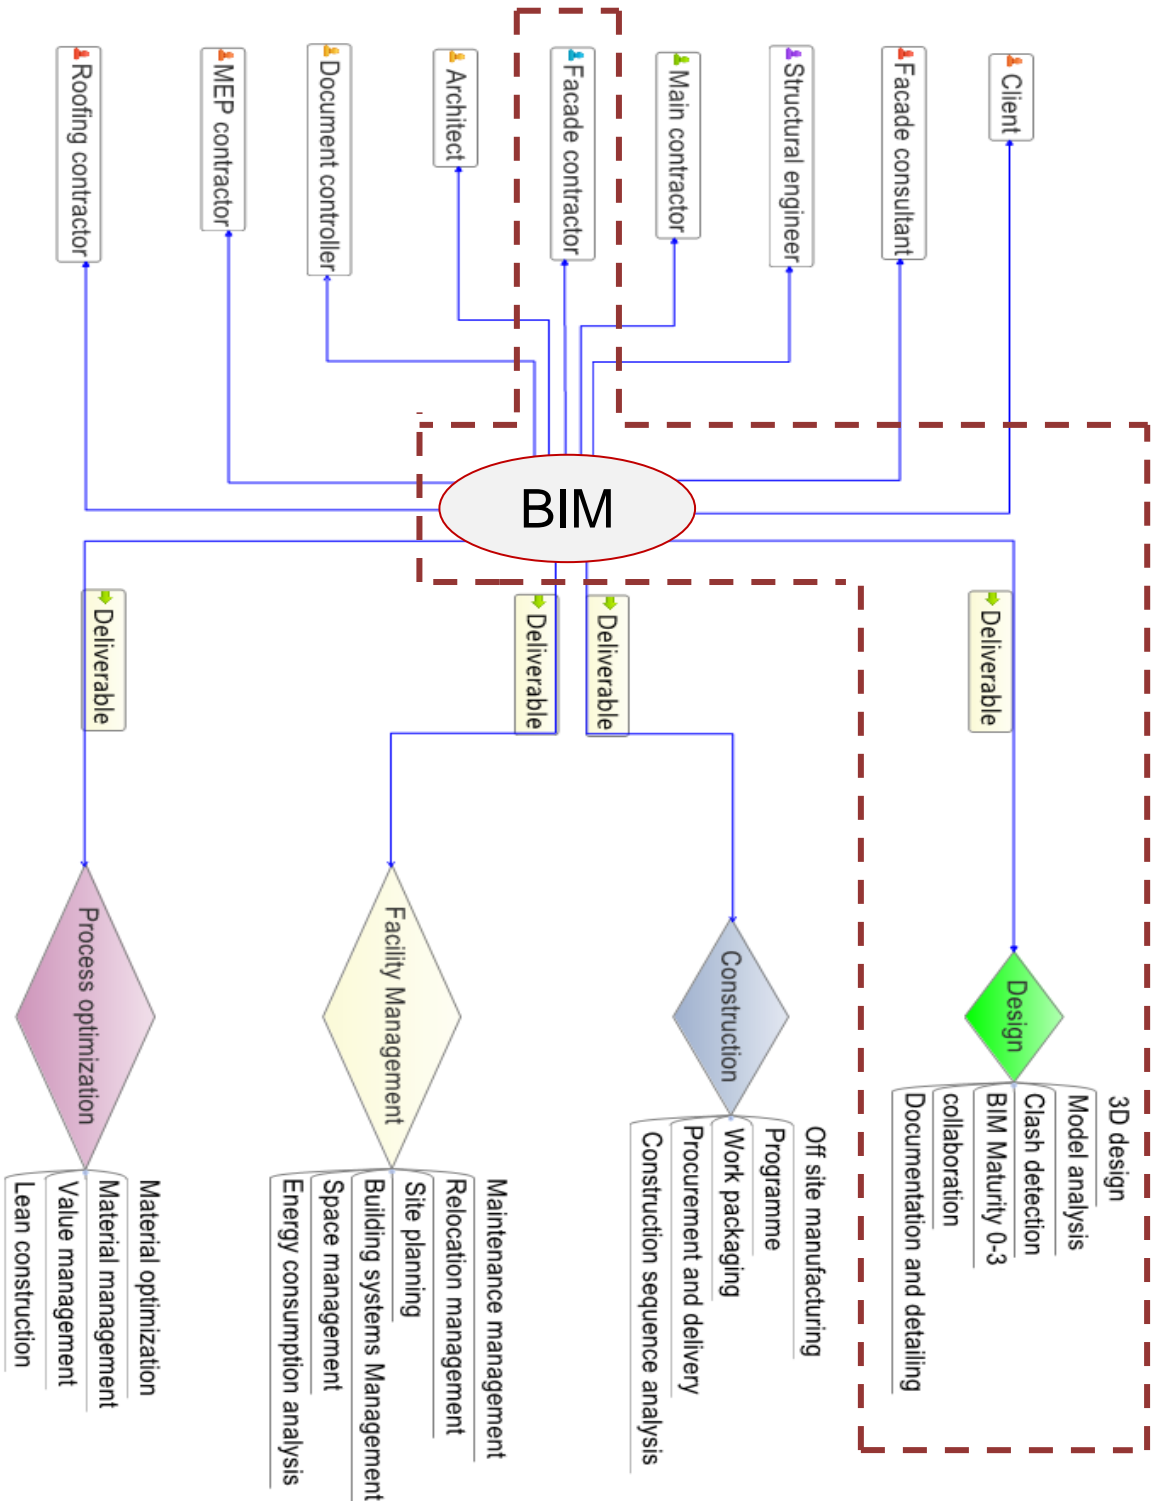 Client
Facade consultant
Structural engineer
Main contractor
Facade contractor
Architect
Document controller
MEP contractor
Roofing contractor
BIM
Deliverable
Deliverable
Deliverable
Deliverable
Design
3D design
Model analysis
Clash detection
BIM Maturity 0-3
collaboration
Documentation and detailing
Construction
Off site manufacturing
Programme
Work packaging
Procurement and delivery
Construction sequence analysis
Facility Management
Maintenance management
Relocation management
Site planning
Building systems Management
Space management
Energy consumption analysis
Process optimization
Material optimization
Material management
Value management
Lean construction